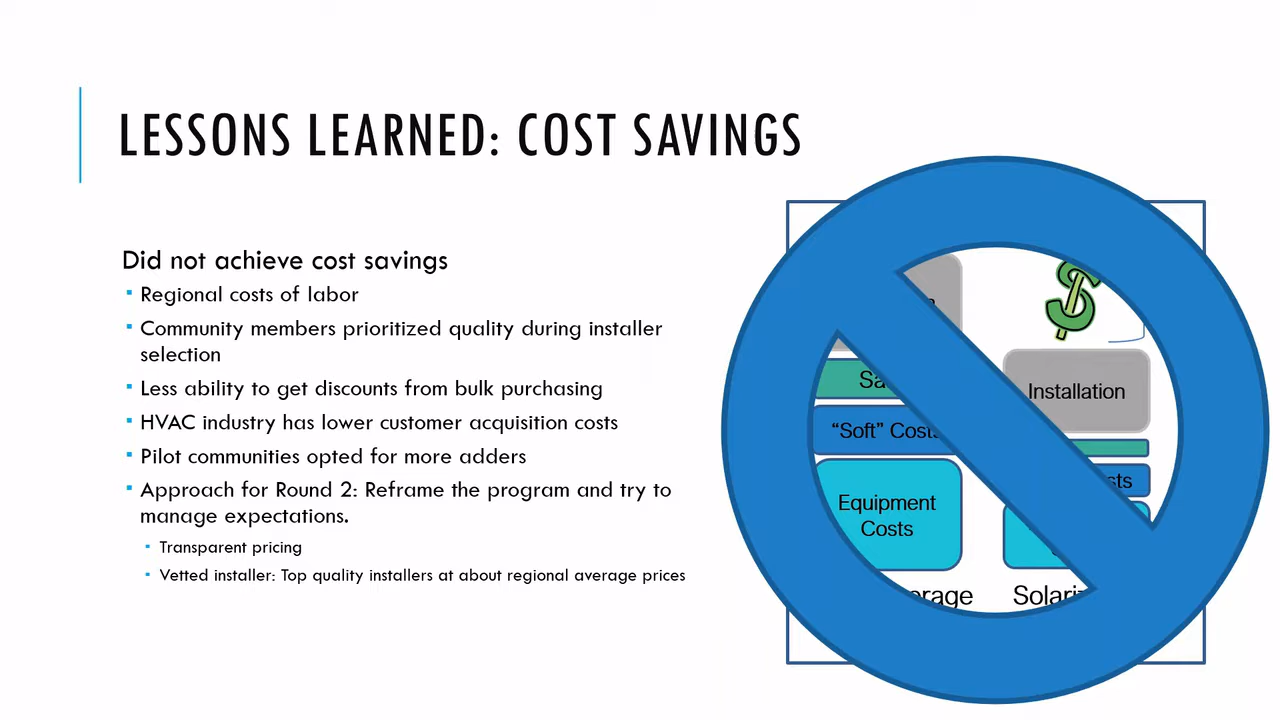 LESSONS LEARNED: COST SAVINGS
Did not achieve cost savings
Regional costs of labor
Community members prioritized quality during installer
selection
Less ability to get discounts from bulk purchasing
HVAC industry has lower customer acquisition costs
Pilot communities opted for more adders
Approach for Round 2: Reframe the program and try to
manage expectations.
Transparent pricing
Vetted installer: Top quality installers at about regional average prices
$
Installation
“Soft” Costs
Equipment
Costs